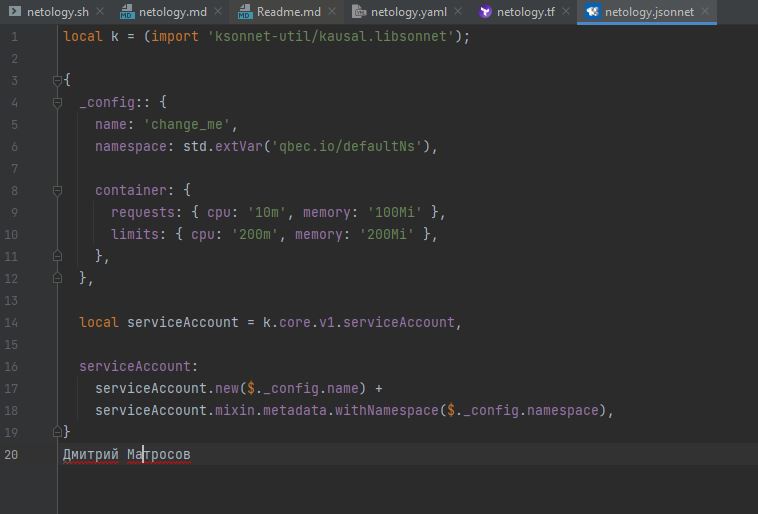 netology.sh netology.md Readme.md netology.yaml netology.tf netology.jsonnet
1 local k = (import 'ksonnet-util/kausal.libsonnet');
2
3 {
4 _config:: {
5 name: 'change_me',
6 namespace: std.extVar('qbec.io/defaultNs'),
7
8 container: {
9 requests: { cpu: '10m', memory: '100Mi' },
10 limits: { cpu: '200m', memory: '200Mi' },
11 },
12 },
13
14 local serviceAccount = k.core.v1.serviceAccount,
15
16 serviceAccount:
17 serviceAccount.new($._config.name) +
18 serviceAccount.mixin.metadata.withNamespace($._config.namespace),
19 }
20 Дмитрий Матросов